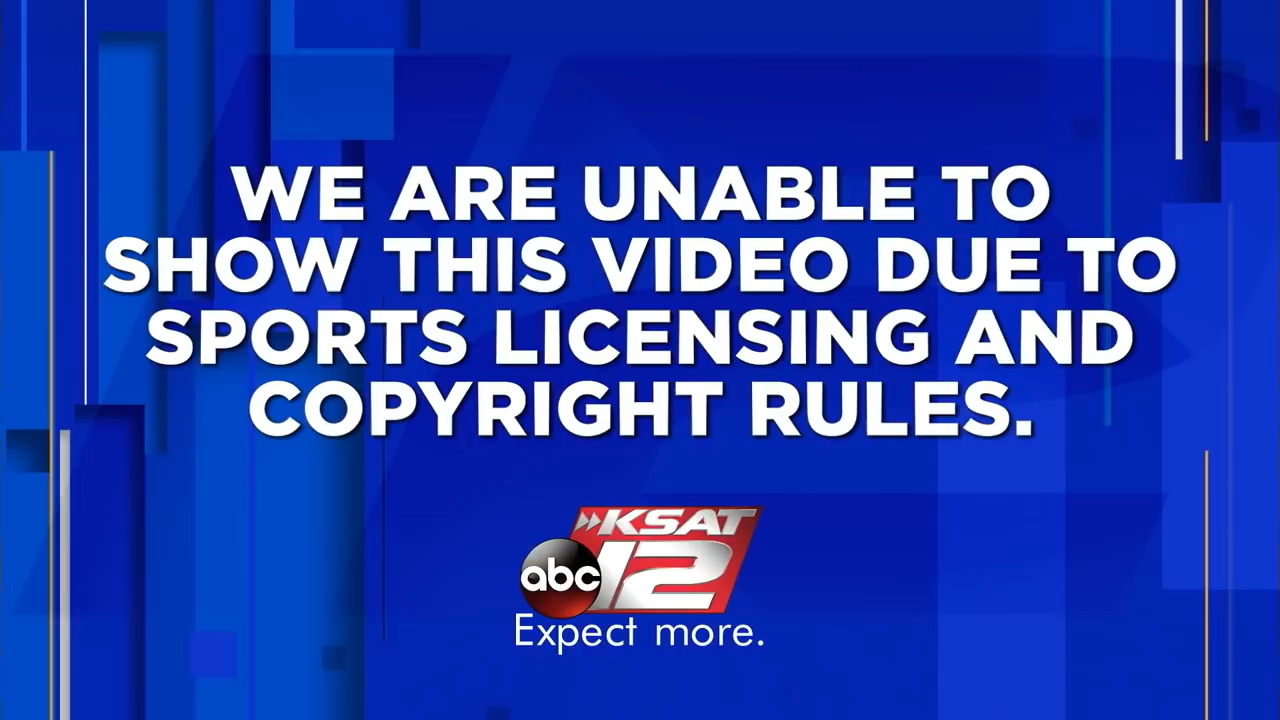 WE ARE UNABLE TO
SHOW THIS VIDEO DUE TO
SPORTS LICENSING AND
COPYRIGHT RULES.
KSAT
abc 12
Expect more.